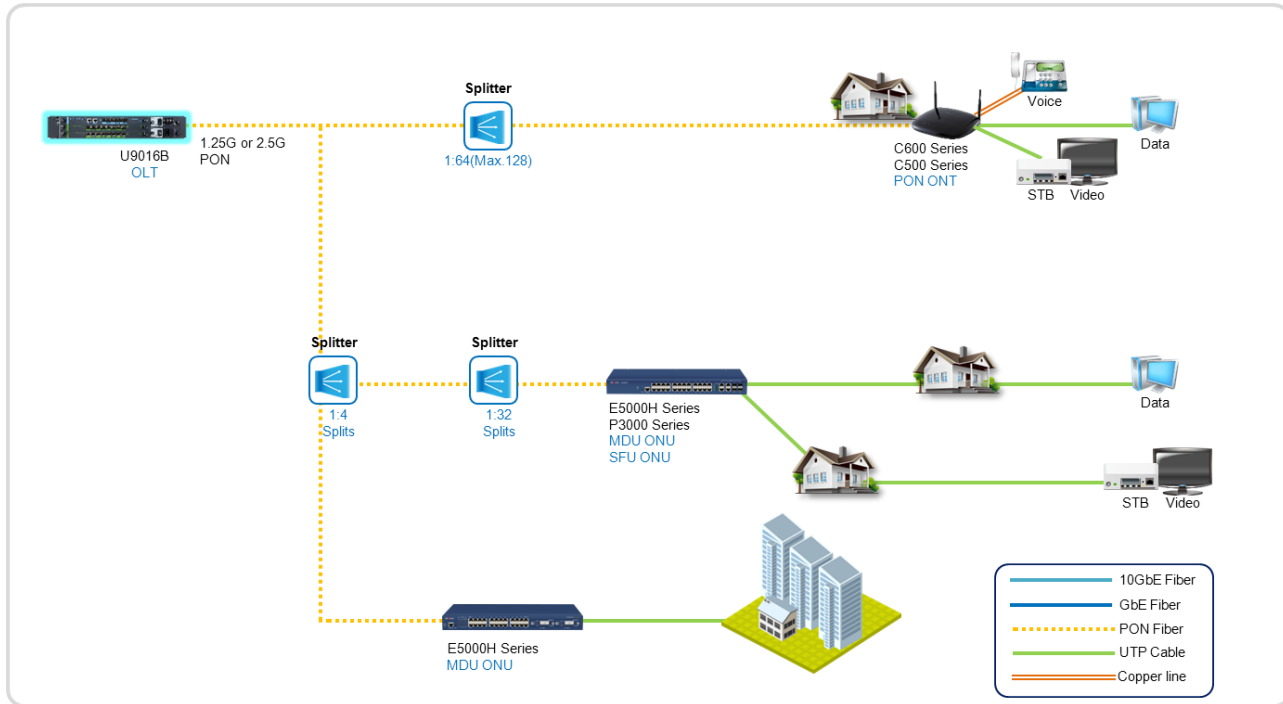 Splitter
1:64(Max.128)
U9016B
OLT
1.25G or 2.5G
PON
Voice
C600 Series
C500 Series
PON ONT
Data
STB
Video
Splitter
1:4
Splits
Splitter
1:32
Splits
E5000H Series
P3000 Series
MDU ONU
SFU ONU
Data
STB
Video
E5000H Series
MDU ONU
10GbE Fiber
GbE Fiber
PON Fiber
UTP Cable
Copper line